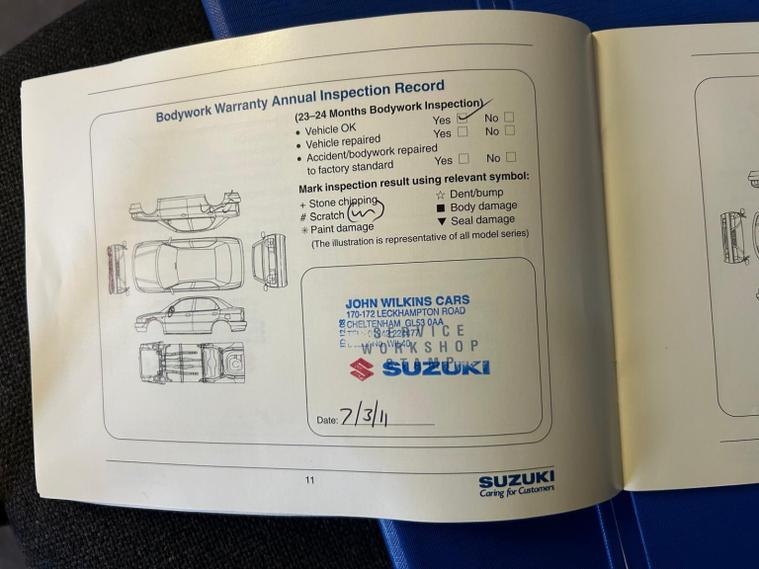 Bodywork Warranty Annual Inspection Record
(23–24 Months Bodywork Inspection)
• Vehicle OK Yes No
• Vehicle repaired Yes No
• Accident/bodywork repaired
to factory standard Yes No
Mark inspection result using relevant symbol:
+ Stone chipping ☆ Dent/bump
# Scratch ■ Body damage
✳ Paint damage ▼ Seal damage
(The illustration is representative of all model series)
JOHN WILKINS CARS
170-172 LECKHAMPTON ROAD
CHELTENHAM GL53 0AA
SERVICE
WORKSHOP
STAMP
SUZUKI
Date: 7/3/11
11
SUZUKI
Caring for Customers